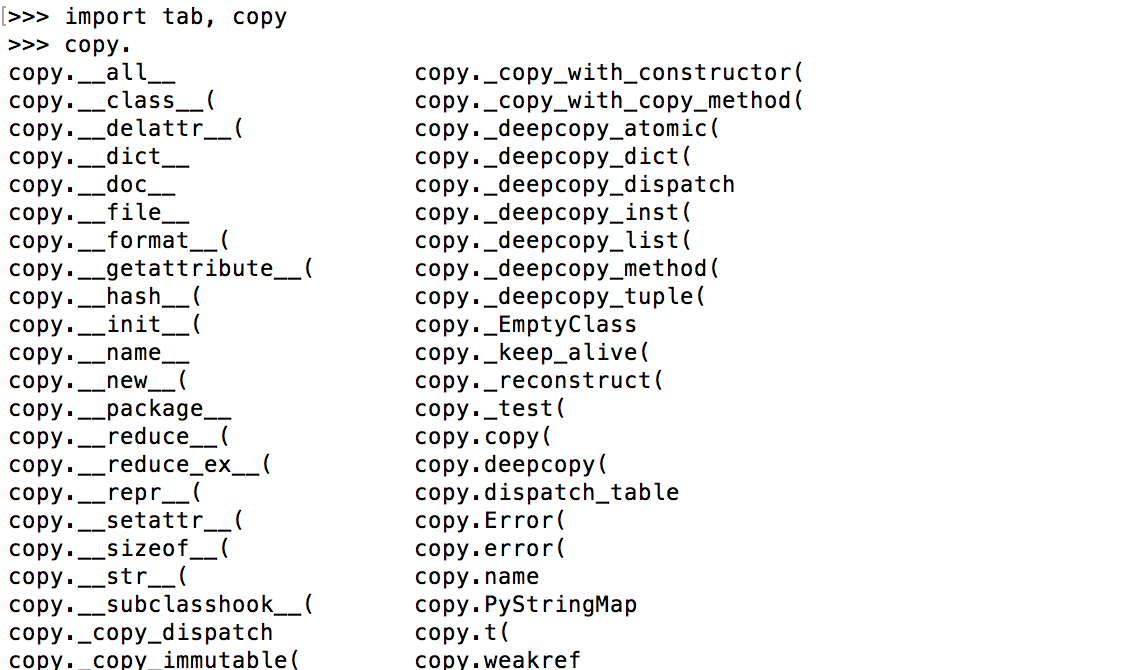 >>> import tab, copy
>>> copy.
copy.__all__ copy._copy_with_constructor(
copy.__class__( copy._copy_with_copy_method(
copy.__delattr__( copy._deepcopy_atomic(
copy.__dict__ copy._deepcopy_dict(
copy.__doc__ copy._deepcopy_dispatch
copy.__file__ copy._deepcopy_inst(
copy.__format__( copy._deepcopy_list(
copy.__getattribute__( copy._deepcopy_method(
copy.__hash__( copy._deepcopy_tuple(
copy.__init__( copy._EmptyClass
copy.__name__ copy._keep_alive(
copy.__new__( copy._reconstruct(
copy.__package__ copy._test(
copy.__reduce__( copy.copy(
copy.__reduce_ex__( copy.deepcopy(
copy.__repr__( copy.dispatch_table
copy.__setattr__( copy.Error(
copy.__sizeof__( copy.error(
copy.__str__( copy.name
copy.__subclasshook__( copy.PyStringMap
copy._copy_dispatch copy.t(
copy._copy_immutable( copy.weakref